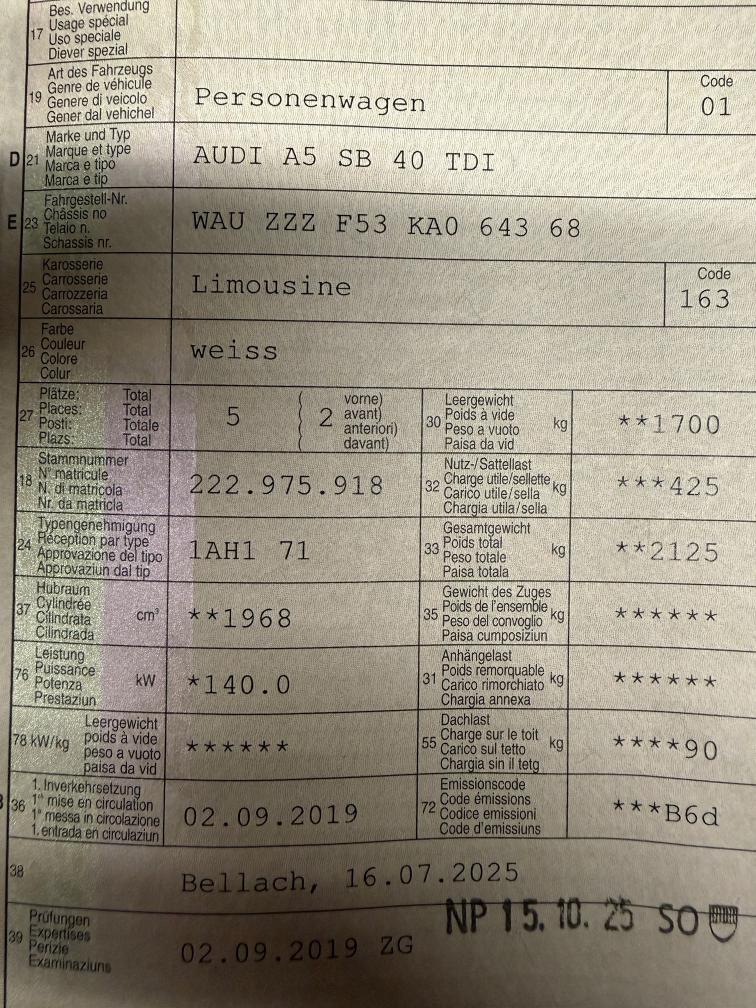 17 Bes. Verwendung
Usage spécial
Uso speciale
Diever spezial
19 Art des Fahrzeugs
Genre de véhicule
Genere di veicolo
Gener dal vehichel
Personenwagen
Code
01
D 21 Marke und Typ
Marque et type
Marca e tipo
Marca e tip
AUDI A5 SB 40 TDI
E 23 Fahrgestell-Nr.
Châssis no
Telaio n.
Schassis nr.
WAU ZZZ F53 KA0 643 68
25 Karosserie
Carrosserie
Carrozzeria
Carossaria
Limousine
Code
163
26 Farbe
Couleur
Colore
Colur
weiss
27 Plätze: Total
Places: Total
Posti: Totale
Plazs: Total
5 ( 2 vorne)
( avant)
( anteriori)
( davant)
30 Leergewicht
Poids à vide kg
Peso a vuoto
Paisa da vid
**1700
18 Stammnummer
N° matricule
N. di matricola
Nr. da matricla
222.975.918
32 Nutz-/Sattellast
Charge utile/sellette kg
Carico utile/sella
Chargia utila/sella
***425
24 Typengenehmigung
Réception par type
Approvazione del tipo
Approvaziun dal tip
1AH1 71
33 Gesamtgewicht
Poids total kg
Peso totale
Paisa totala
**2125
37 Hubraum
Cylindrée cm³
Cilindrata
Cilindrada
**1968
35 Gewicht des Zuges
Poids de l'ensemble kg
Peso del convoglio
Paisa cumposiziun
******
76 Leistung
Puissance kW
Potenza
Prestaziun
*140.0
31 Anhängelast
Poids remorquable kg
Carico rimorchiato
Chargia annexa
******
78 kW/kg Leergewicht
poids à vide
peso a vuoto
paisa da vid
******
55 Dachlast
Charge sur le toit kg
Carico sul tetto
Chargia sin il tetg
****90
36 1. Inverkehrsetzung
1re mise en circulation
1a messa in circolazione
1. entrada en circulaziun
02.09.2019
72 Emissionscode
Code émissions
Codice emissioni
Code d'emissiuns
***B6d
38
Bellach, 16.07.2025
NP 15.10.25 SO
39 Prüfungen
Expertises
Perizie
Examinaziuns
02.09.2019 ZG